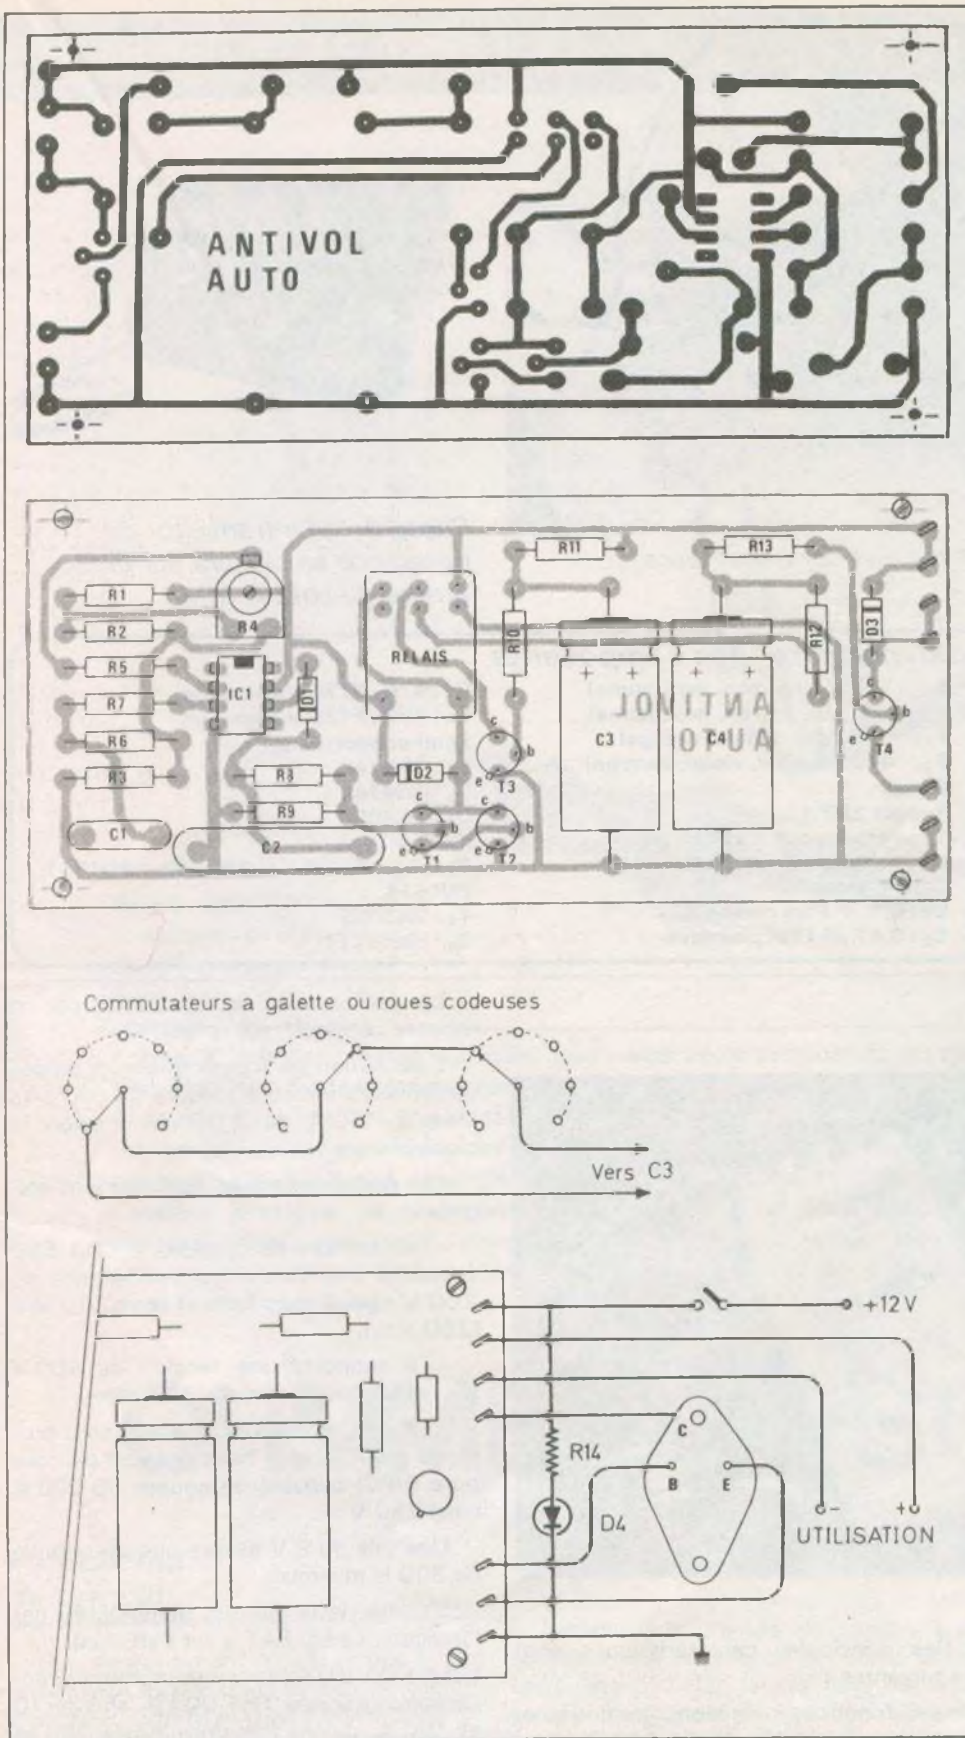 ANTIVOL
AUTO
R11
R13
R1
R2
R4
R5
R7
R6
R3
IC1
D1
RELAIS
R10
R12
D3
ANTIVOL
AUTO
C3
C4
c
b
e
T4
c
b
e
T3
R8
R9
D2
C1
C2
c
b
e
T1
c
b
e
T2
+ +
+ +
Commutateurs a galette ou roues codeuses
Vers C3
+12V
R14
D4
C
B
E
- +
UTILISATION